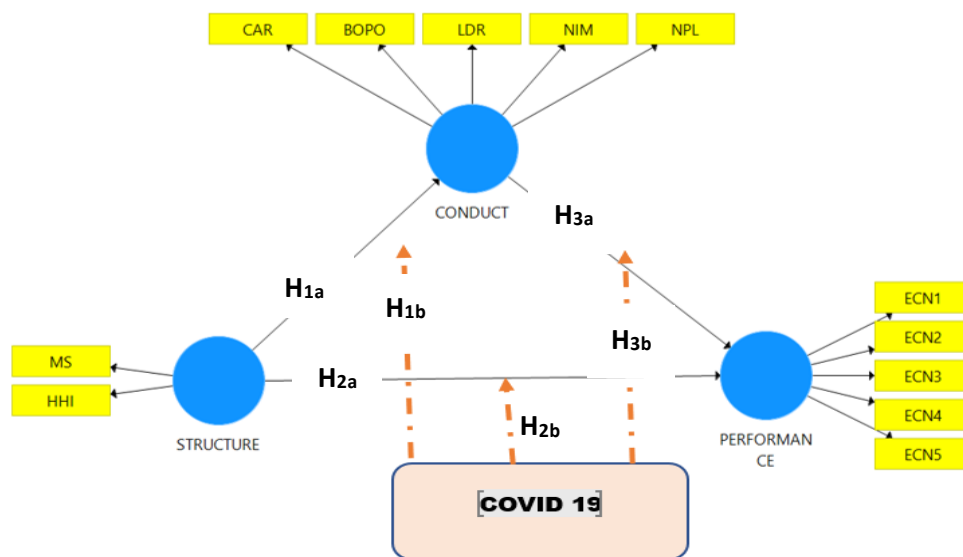 CAR
BOPO
LDR
NIM
NPL
CONDUCT
H3a
H1a
H1b
H3b
ECN1
ECN2
ECN3
ECN4
ECN5
MS
HHI
STRUCTURE
H2a
H2b
PERFORMAN
CE
[COVID 19]